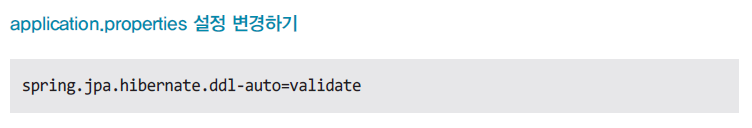 application.properties 설정 변경하기
spring.jpa.hibernate.ddl-auto=validate